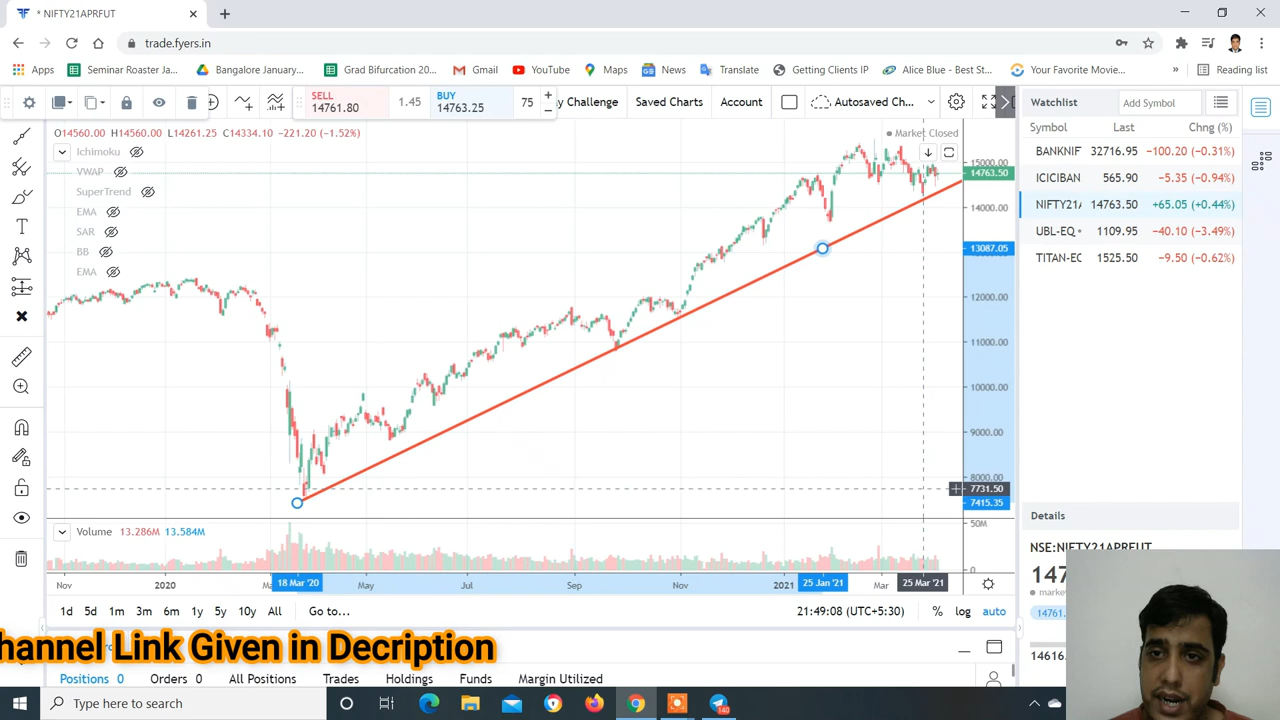 * NIFTY21APRFUT
trade.fyers.in
Apps
Seminar Roaster Ja...
Bangalore January...
Grad Bifurcation 20...
Gmail
YouTube
Maps
News
Translate
Getting Clients IP
Alice Blue - Best St...
Your Favorite Movie...
»
Reading list
SELL
14761.80
1.45
BUY
14763.25
75
y Challenge
Saved Charts
Account
Autosaved Ch...
Watchlist
Add Symbol
Symbol Last Chng (%)
BANKNIF 32716.95 −100.20 (−0.31%)
ICICIBAN 565.90 −5.35 (−0.94%)
NIFTY21A 14763.50 +65.05 (+0.44%)
UBL-EQ 1109.95 −40.10 (−3.49%)
TITAN-EC 1525.50 −9.50 (−0.62%)
O14560.00 H14560.00 L14261.25 C14334.10 −221.20 (−1.52%)
Market Closed
Ichimoku
VWAP
SuperTrend
EMA
SAR
BB
EMA
15000.00
14763.50
14000.00
13087.05
12000.00
11000.00
10000.00
9000.00
8000.00
7731.50
7415.35
Volume 13.286M 13.584M
50M
0
Nov
2020
Ma
18 Mar '20
May
Jul
Sep
Nov
2021
25 Jan '21
Mar
25 Mar '21
1d 5d 1m 3m 6m 1y 5y 10y All Go to...
21:49:08 (UTC+5:30)
% log auto
Details
NSE:NIFTY21APRFUT
14616
hannel Link Given in Decription
Positions 0
Orders 0
All Positions
Trades
Holdings
Funds
Margin Utilized
Type here to search
140